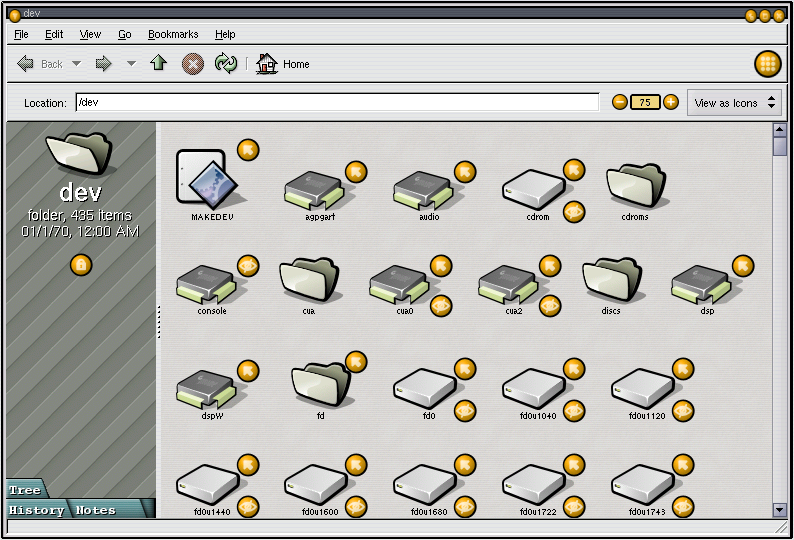 dev
File Edit View Go Bookmarks Help
Back Home
Location: /dev 75 View as Icons
dev
folder, 435 items
01/1/70, 12:00 AM
MAKEDEV agpgart audio cdrom cdroms
console cua cua0 cua2 discs dsp
dspW fd fd0 fd0u1040 fd0u1120
fd0u1440 fd0u1600 fd0u1680 fd0u1722 fd0u1743
Tree
History Notes